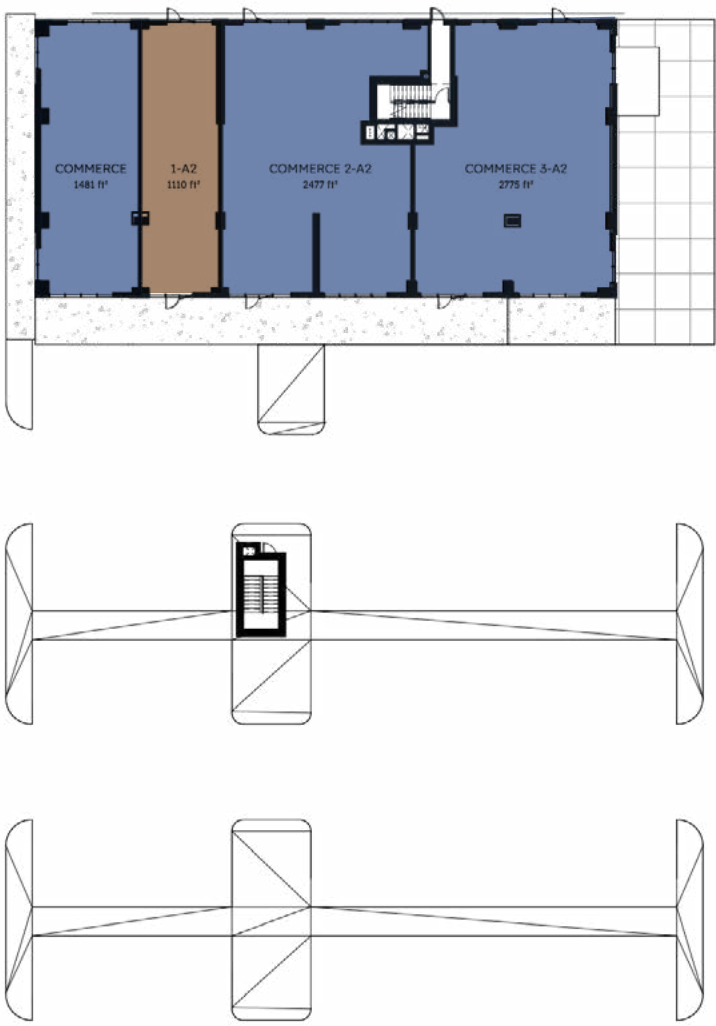 COMMERCE
1481 ft²
1-A2
1110 ft²
COMMERCE 2-A2
2477 ft²
COMMERCE 3-A2
2775 ft²